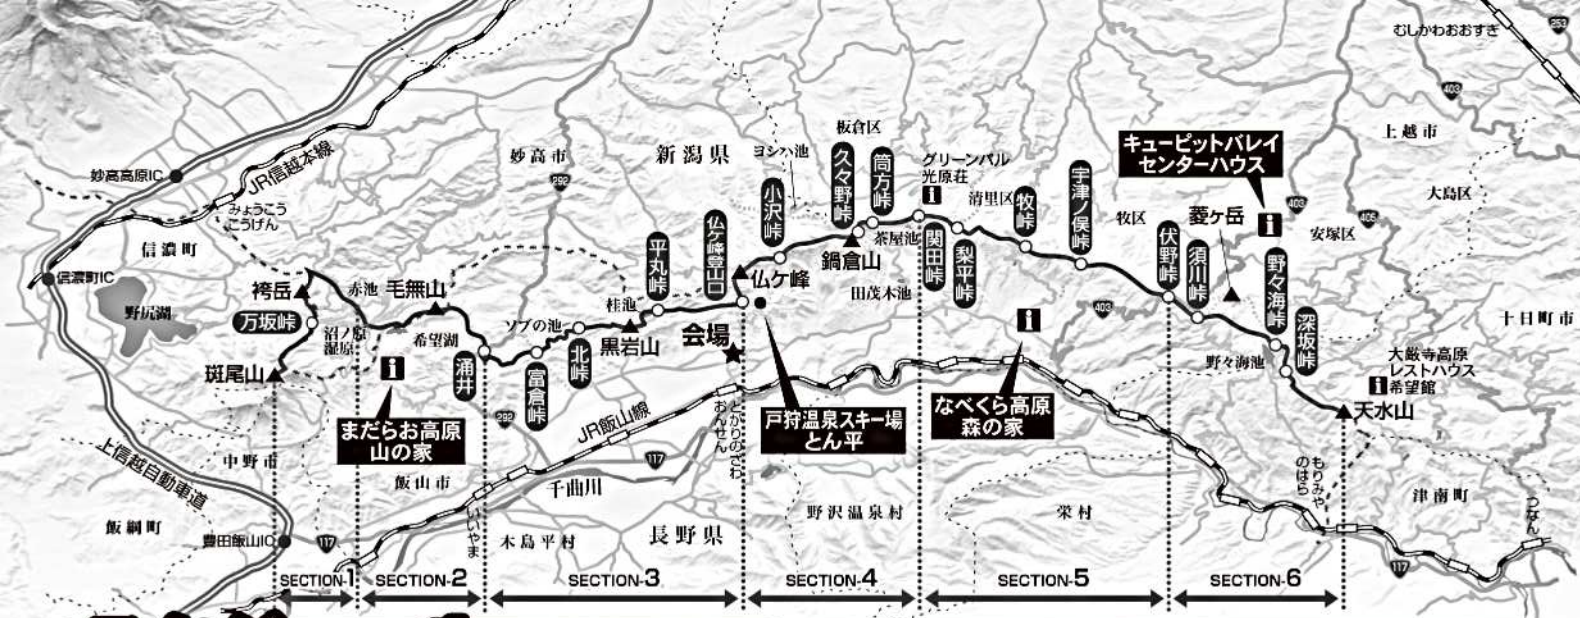 むしかわおおすぎ
253
403
上越市
板倉区
妙高市
新潟県
ヨシハ池
グリーンパル
光原荘
キューピットバレイ
センターハウス
妙高高原IC
JR信越本線
292
久々野峠
筒方峠
小沢峠
清里区
牧峠
宇津ノ俣峠
大島区
403
405
みょうこう
こうげん
信濃町
仏ケ峰登山口
茶屋池
関田峠
梨平峠
牧区
菱ケ岳
伏野峠
須川峠
安塚区
信濃町IC
平丸峠
鍋倉山
仏ケ峰
田茂木池
野々海峠
袴岳
赤池
毛無山
桂池
403
深坂峠
十日町市
野尻湖
万坂峠
沼ノ原
湿原
希望湖
ソブの池
黒岩山
会場
野々海池
大厳寺高原
レストハウス
希望館
斑尾山
涌井
富倉峠
北峠
天水山
まだらお高原
山の家
292
JR飯山線
とがりのざわ
おんせん
戸狩温泉スキー場
とん平
なべくら高原
森の家
上信越自動車道
中野市
飯山市
117
千曲川
もりみや
のはら
津南町
つなん
飯綱町
豊田飯山IC
117
いいやま
木島平村
長野県
野沢温泉村
栄村
117
SECTION-1
SECTION-2
SECTION-3
SECTION-4
SECTION-5
SECTION-6